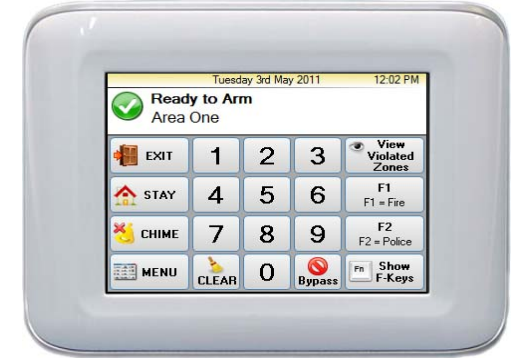 Tuesday 3rd May 2011 12:02 PM
Ready to Arm
Area One
EXIT 1 2 3 View
Violated
Zones
STAY 4 5 6 F1
F1 = Fire
CHIME 7 8 9 F2
F2 = Police
MENU CLEAR 0 Bypass Fn Show
F-Keys